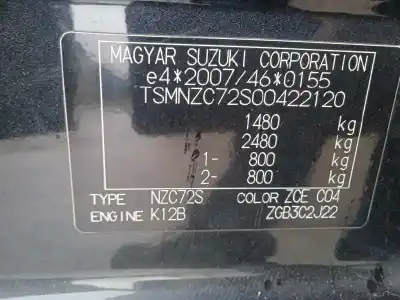 MAGYAR SUZUKI CORPORATION
e4*2007/46*0155
TSMNZC72S00422120
1480 kg
2480 kg
1- 800 kg
2- 800 kg
TYPE NZC72S COLOR ZCE C04
ENGINE K12B ZGB3C2J22